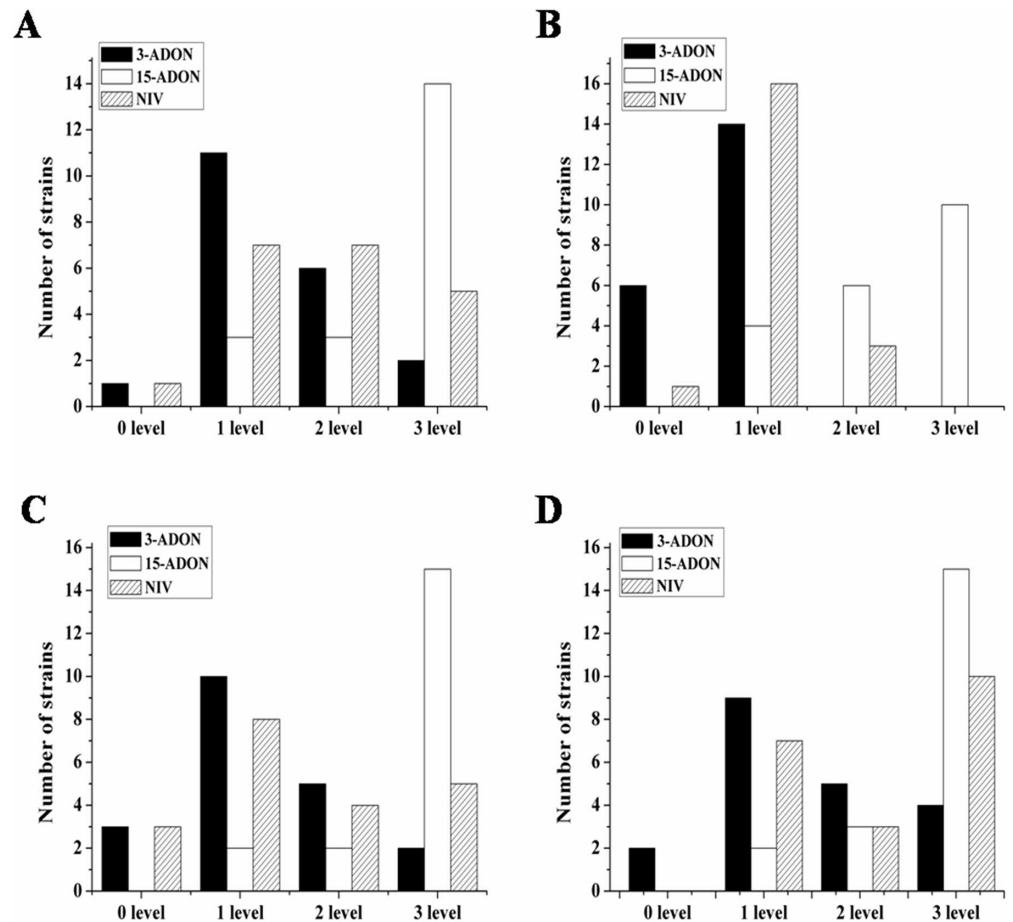 A
3-ADON
15-ADON
NIV
Number of strains
14
12
10
8
6
4
2
0
0 level
1 level
2 level
3 level
B
3-ADON
15-ADON
NIV
Number of strains
16
14
12
10
8
6
4
2
0
0 level
1 level
2 level
3 level
C
3-ADON
15-ADON
NIV
Number of strains
16
14
12
10
8
6
4
2
0
0 level
1 level
2 level
3 level
D
3-ADON
15-ADON
NIV
Number of strains
16
14
12
10
8
6
4
2
0
0 level
1 level
2 level
3 level